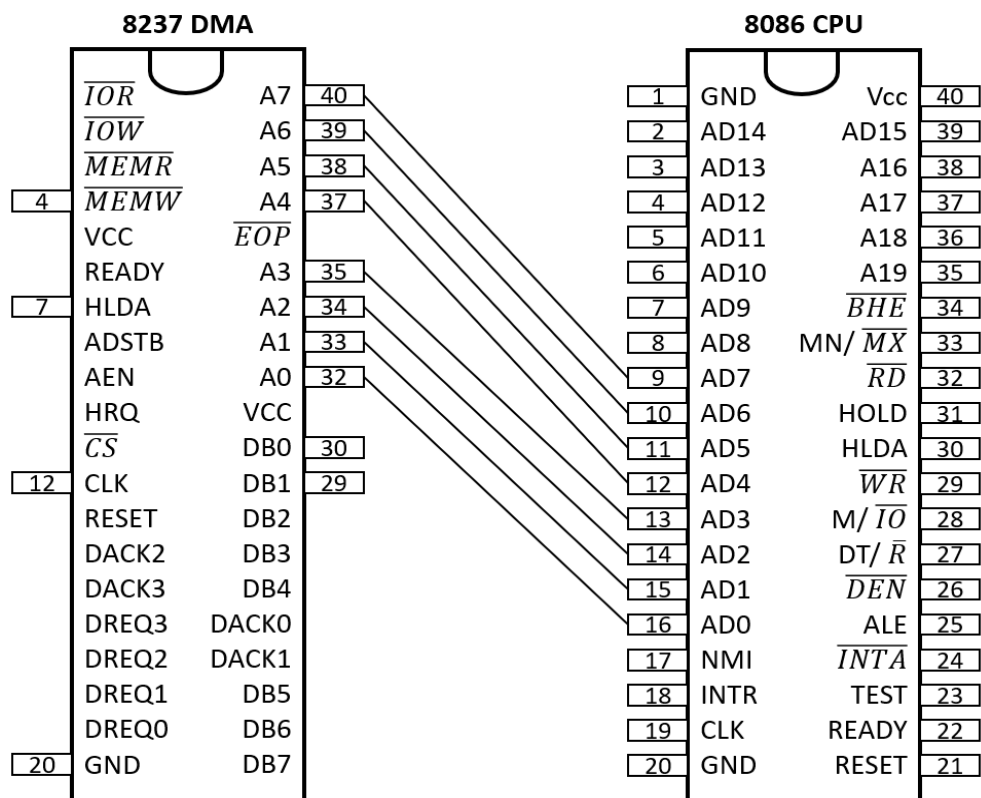 8237 DMA
IOR A7 40
IOW A6 39
MEMR A5 38
4 MEMW A4 37
VCC EOP
READY A3 35
7 HLDA A2 34
ADSTB A1 33
AEN A0 32
HRQ VCC
CS DB0 30
12 CLK DB1 29
RESET DB2
DACK2 DB3
DACK3 DB4
DREQ3 DACK0
DREQ2 DACK1
DREQ1 DB5
DREQ0 DB6
20 GND DB7
8086 CPU
1 GND Vcc 40
2 AD14 AD15 39
3 AD13 A16 38
4 AD12 A17 37
5 AD11 A18 36
6 AD10 A19 35
7 AD9 BHE 34
8 AD8 MN/ MX 33
9 AD7 RD 32
10 AD6 HOLD 31
11 AD5 HLDA 30
12 AD4 WR 29
13 AD3 M/ IO 28
14 AD2 DT/ R 27
15 AD1 DEN 26
16 AD0 ALE 25
17 NMI INTA 24
18 INTR TEST 23
19 CLK READY 22
20 GND RESET 21